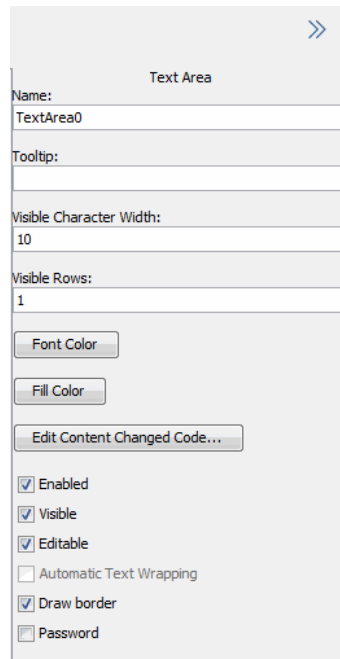 Text Area
Name:
TextArea0
Tooltip:
Visible Character Width:
10
Visible Rows:
1
Font Color
Fill Color
Edit Content Changed Code...
Enabled
Visible
Editable
Automatic Text Wrapping
Draw border
Password